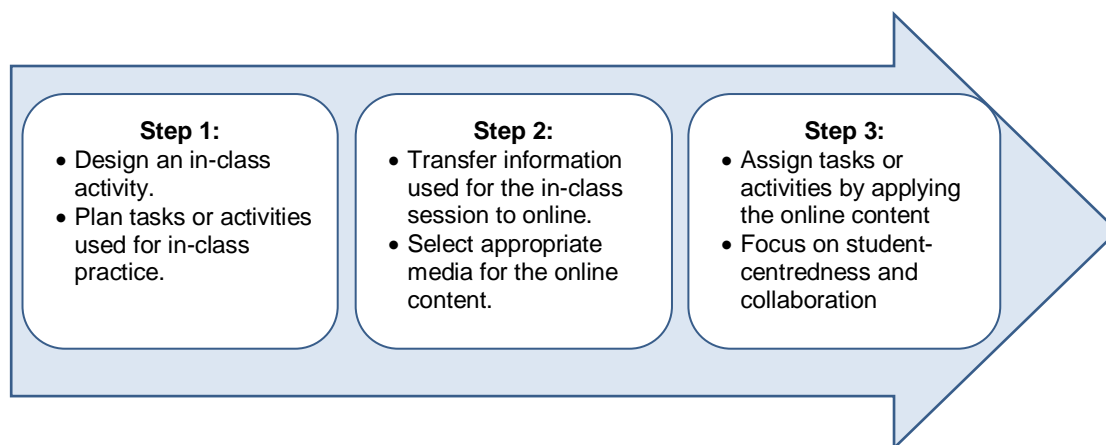 Step 1:
• Design an in-class
activity.
• Plan tasks or activities
used for in-class
practice.
Step 2:
• Transfer information
used for the in-class
session to online.
• Select appropriate
media for the online
content.
Step 3:
• Assign tasks or
activities by applying
the online content
• Focus on student-
centredness and
collaboration